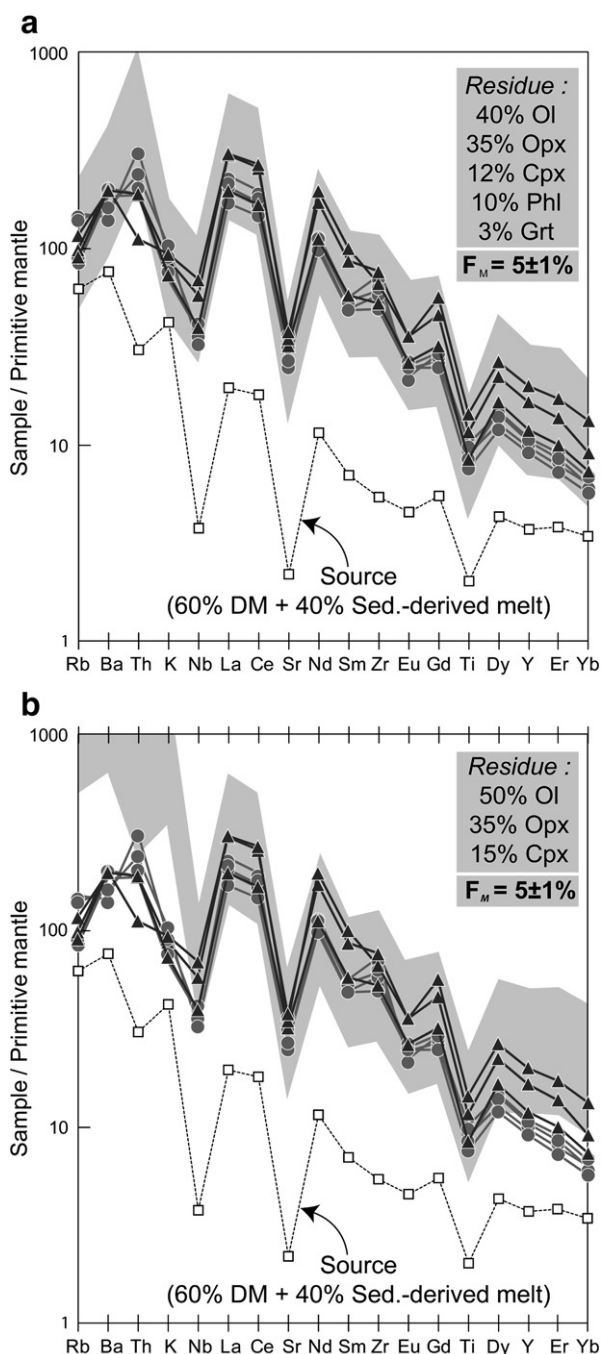 a
1000
100
10
1
Sample / Primitive mantle
Residue :
40% Ol
35% Opx
12% Cpx
10% Phl
3% Grt
FM = 5±1%
Source
(60% DM + 40% Sed.-derived melt)
Rb Ba Th K Nb La Ce Sr Nd Sm Zr Eu Gd Ti Dy Y Er Yb
b
1000
100
10
1
Sample / Primitive mantle
Residue :
50% Ol
35% Opx
15% Cpx
FM = 5±1%
Source
(60% DM + 40% Sed.-derived melt)
Rb Ba Th K Nb La Ce Sr Nd Sm Zr Eu Gd Ti Dy Y Er Yb